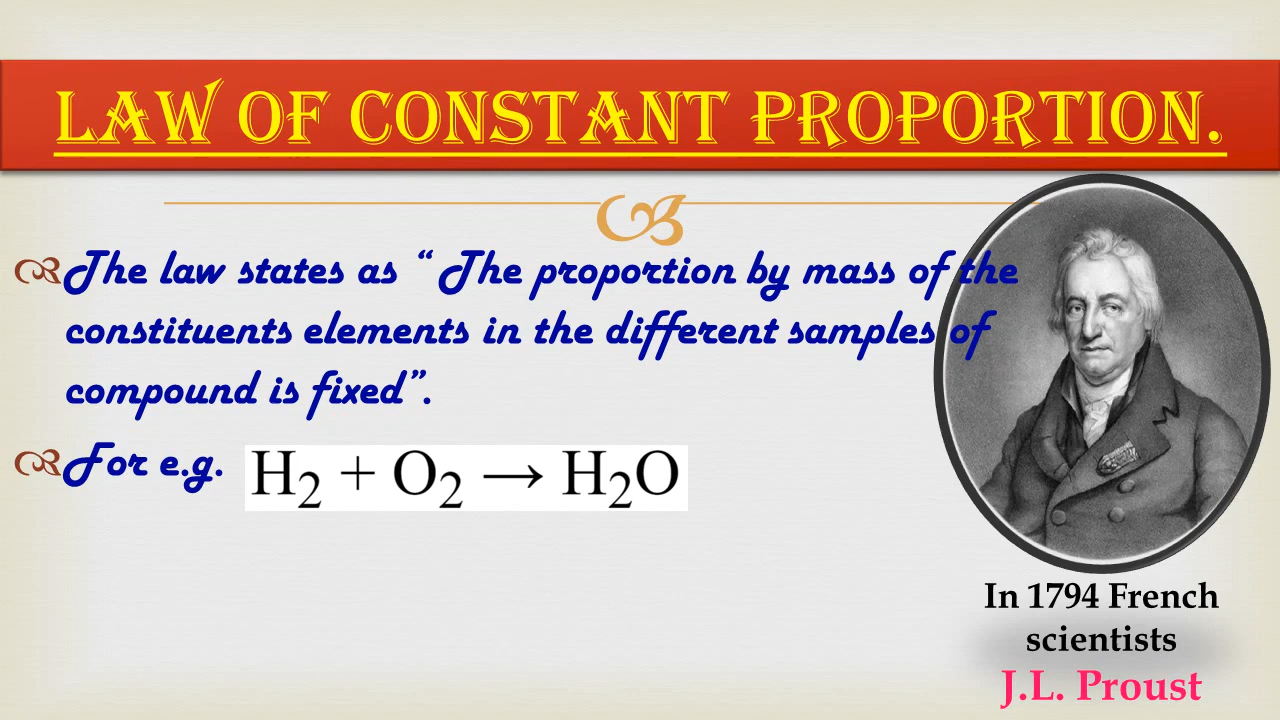 LAW OF CONSTANT PROPORTION.
The law states as “ The proportion by mass of the
constituents elements in the different samples of
compound is fixed”.
For e.g. H₂ + O₂ → H₂O
In 1794 French
scientists
J.L. Proust